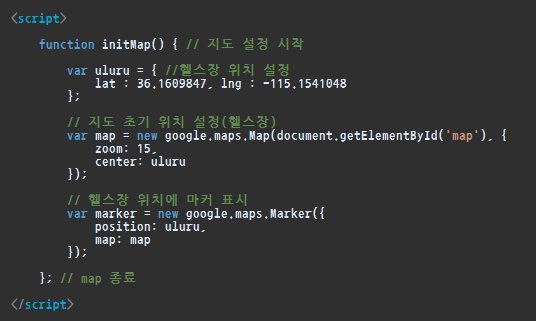 <script>
function initMap() { // 지도 설정 시작
var uluru = { //헬스장 위치 설정
lat : 36.1609847, lng : -115.1541048
};
// 지도 초기 위치 설정(헬스장)
var map = new google.maps.Map(document.getElementById('map'), {
zoom: 15,
center: uluru
});
// 헬스장 위치에 마커 표시
var marker = new google.maps.Marker({
position: uluru,
map: map
});
}; // map 종료
</script>